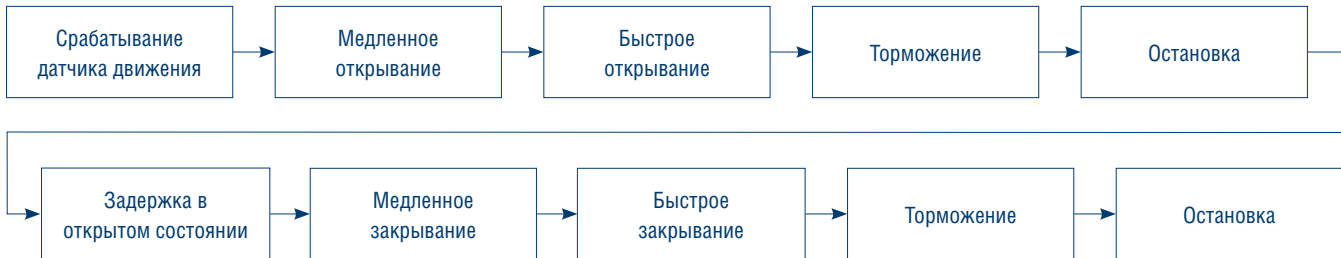 Срабатывание
датчика движения
Медленное
открывание
Быстрое
открывание
Торможение
Остановка
Задержка в
открытом состоянии
Медленное
закрывание
Быстрое
закрывание
Торможение
Остановка